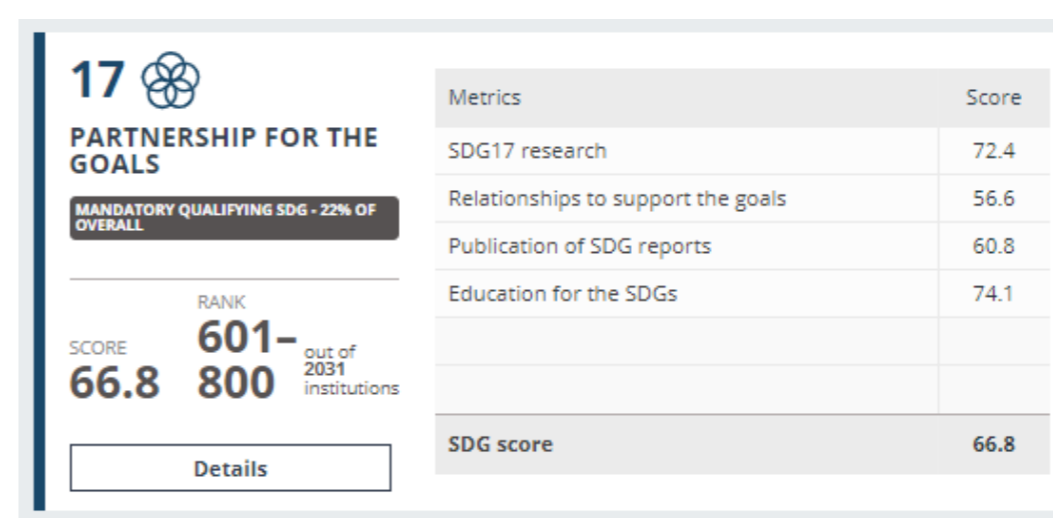 17
PARTNERSHIP FOR THE
GOALS
MANDATORY QUALIFYING SDG - 22% OF
OVERALL
SCORE
66.8
RANK
601–
800
out of
2031
institutions
Details
Metrics Score
SDG17 research 72.4
Relationships to support the goals 56.6
Publication of SDG reports 60.8
Education for the SDGs 74.1
SDG score 66.8